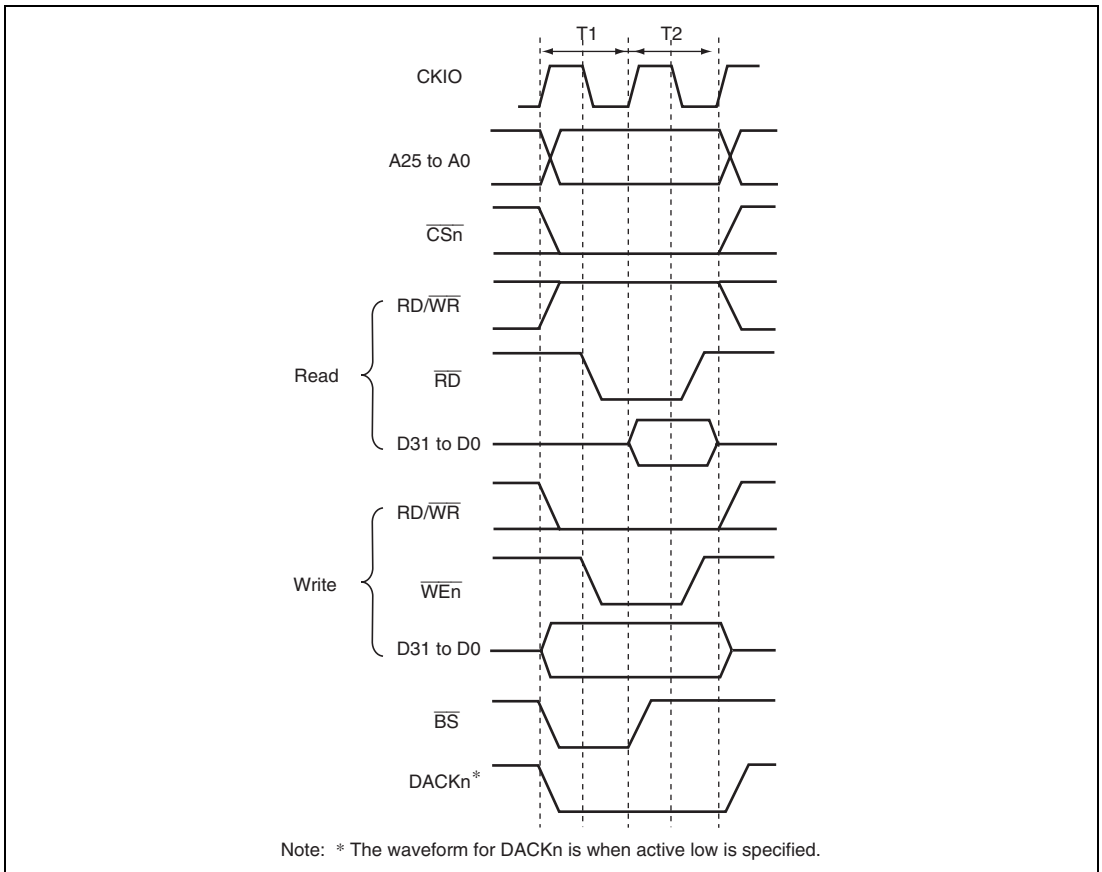 T1 T2
CKIO
A25 to A0
CSn
RD/WR
Read
RD
D31 to D0
RD/WR
Write
WEn
D31 to D0
BS
DACKn*
Note: * The waveform for DACKn is when active low is specified.